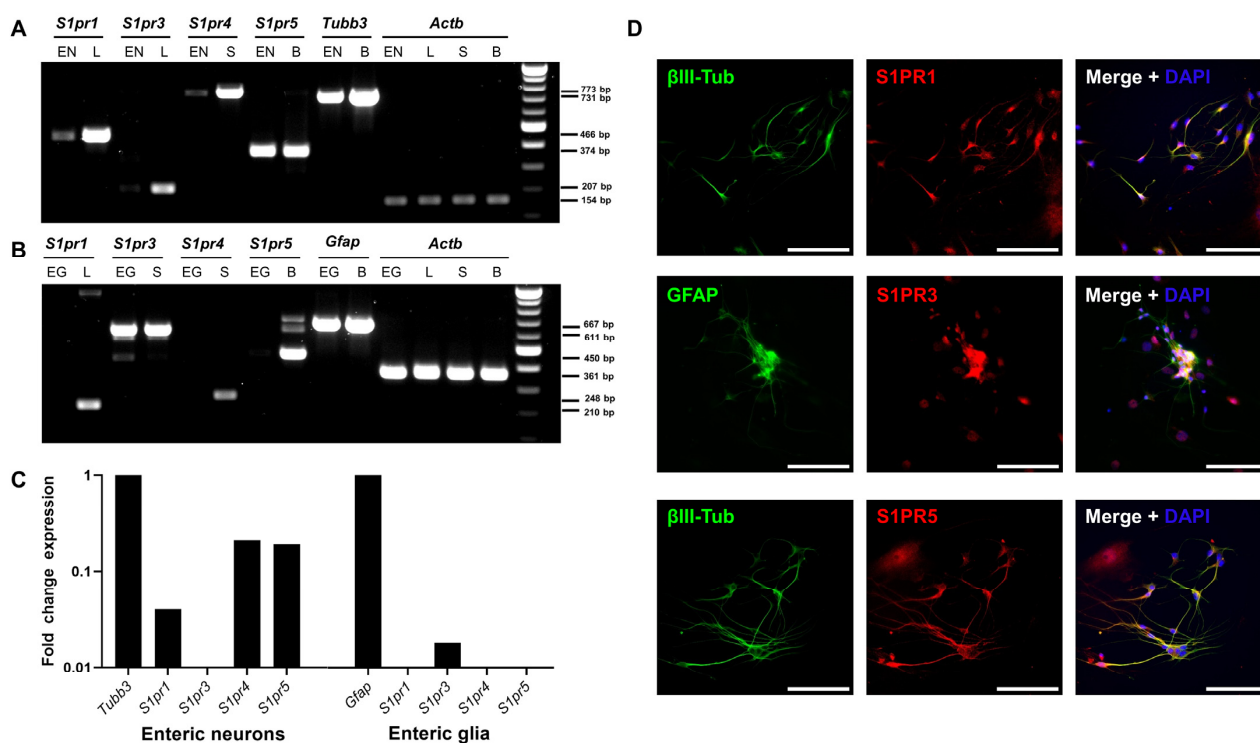 A
S1pr1 S1pr3 S1pr4 S1pr5 Tubb3 Actb
EN L EN L EN S EN B EN B EN L S B
773 bp
731 bp
466 bp
374 bp
207 bp
154 bp
B
S1pr1 S1pr3 S1pr4 S1pr5 Gfap Actb
EG L EG S EG S EG B EG B EG L S B
667 bp
611 bp
450 bp
361 bp
248 bp
210 bp
C
Fold change expression
1
0.1
0.01
Tubb3 S1pr1 S1pr3 S1pr4 S1pr5 Gfap S1pr1 S1pr3 S1pr4 S1pr5
Enteric neurons Enteric glia
D
βIII-Tub S1PR1 Merge + DAPI
GFAP S1PR3 Merge + DAPI
βIII-Tub S1PR5 Merge + DAPI